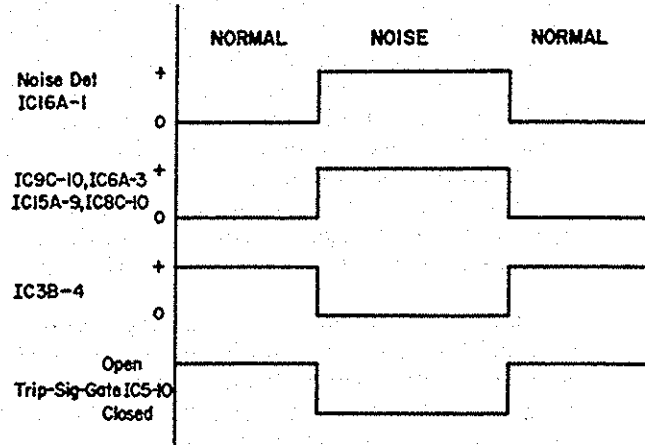 NORMAL NOISE NORMAL
+
Noise Det
IC16A-1
0
+
IC9C-10,IC6A-3
IC15A-9,IC8C-10
0
+
IC3B-4
0
Open
Trip-Sig-Gate IC5-10
Closed